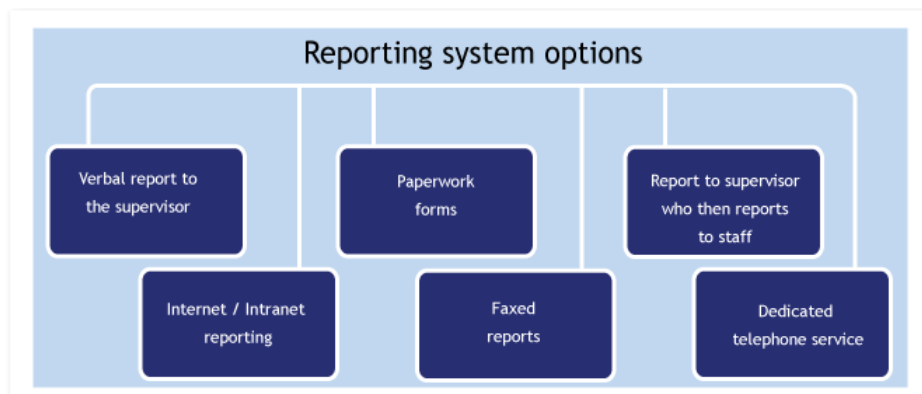 Reporting system options
Verbal report to
the supervisor
Paperwork
forms
Report to supervisor
who then reports
to staff
Internet / Intranet
reporting
Faxed
reports
Dedicated
telephone service